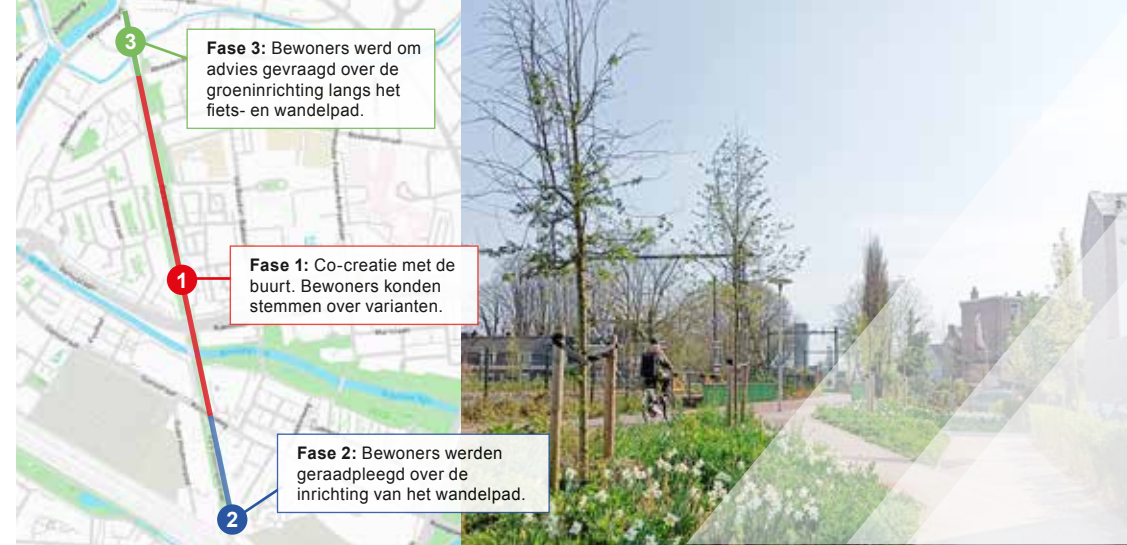 3
Fase 3: Bewoners werd om
advies gevraagd over de
groeninrichting langs het
fiets- en wandelpad.
1
Fase 1: Co-creatie met de
buurt. Bewoners konden
stemmen over varianten.
Fase 2: Bewoners werden
geraadpleegd over de
inrichting van het wandelpad.
2